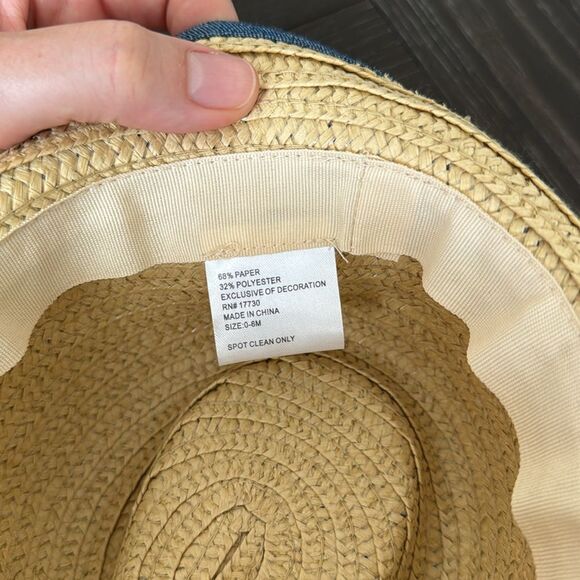 68% PAPER
32% POLYESTER
EXCLUSIVE OF DECORATION
RN# 17730
MADE IN CHINA
SIZE:0-6M
SPOT CLEAN ONLY